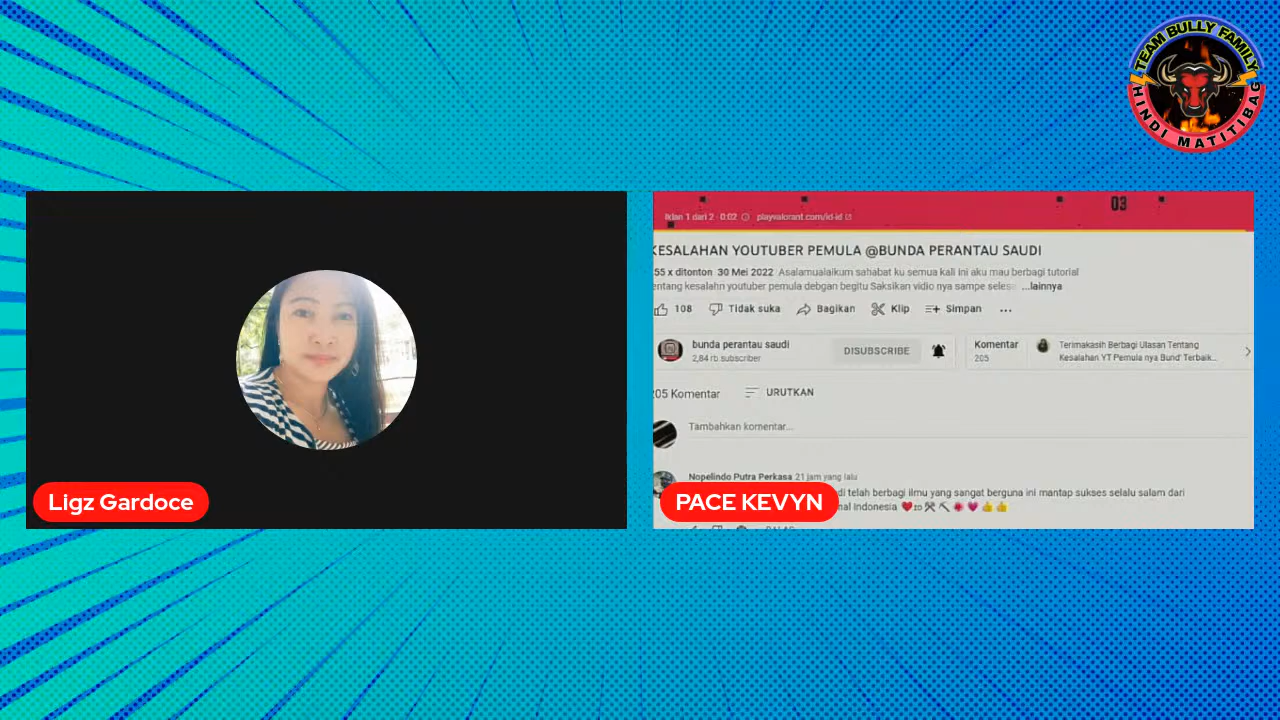 TEAM BULLY FAMILY
HINDI MATITIBAG
Ligz Gardoce
03
Iklan 1 dari 2 · 0:02 playvalorant.com/id-id
KESALAHAN YOUTUBER PEMULA @BUNDA PERANTAU SAUDI
55 x ditonton 30 Mei 2022 Asalamualaikum sahabat ku semua kali ini aku mau berbagi tutorial
entang kesalahn youtuber pemula debgan begitu Saksikan vidio nya sampe selese ...lainnya
108 Tidak suka Bagikan Klip Simpan ...
bunda perantau saudi
2,84 rb subscriber
DISUBSCRIBE
Komentar
205
Terimakasih Berbagi Ulasan Tentang
Kesalahan YT Pemula nya Bund' Terbaik...
205 Komentar URUTKAN
Tambahkan komentar...
Nopelindo Putra Perkasa 21 jam yang lalu
di telah berbagi ilmu yang sangat berguna ini mantap sukses selalu salam dari
nal Indonesia ❤️🛠⚒💗👍👍
PACE KEVYN